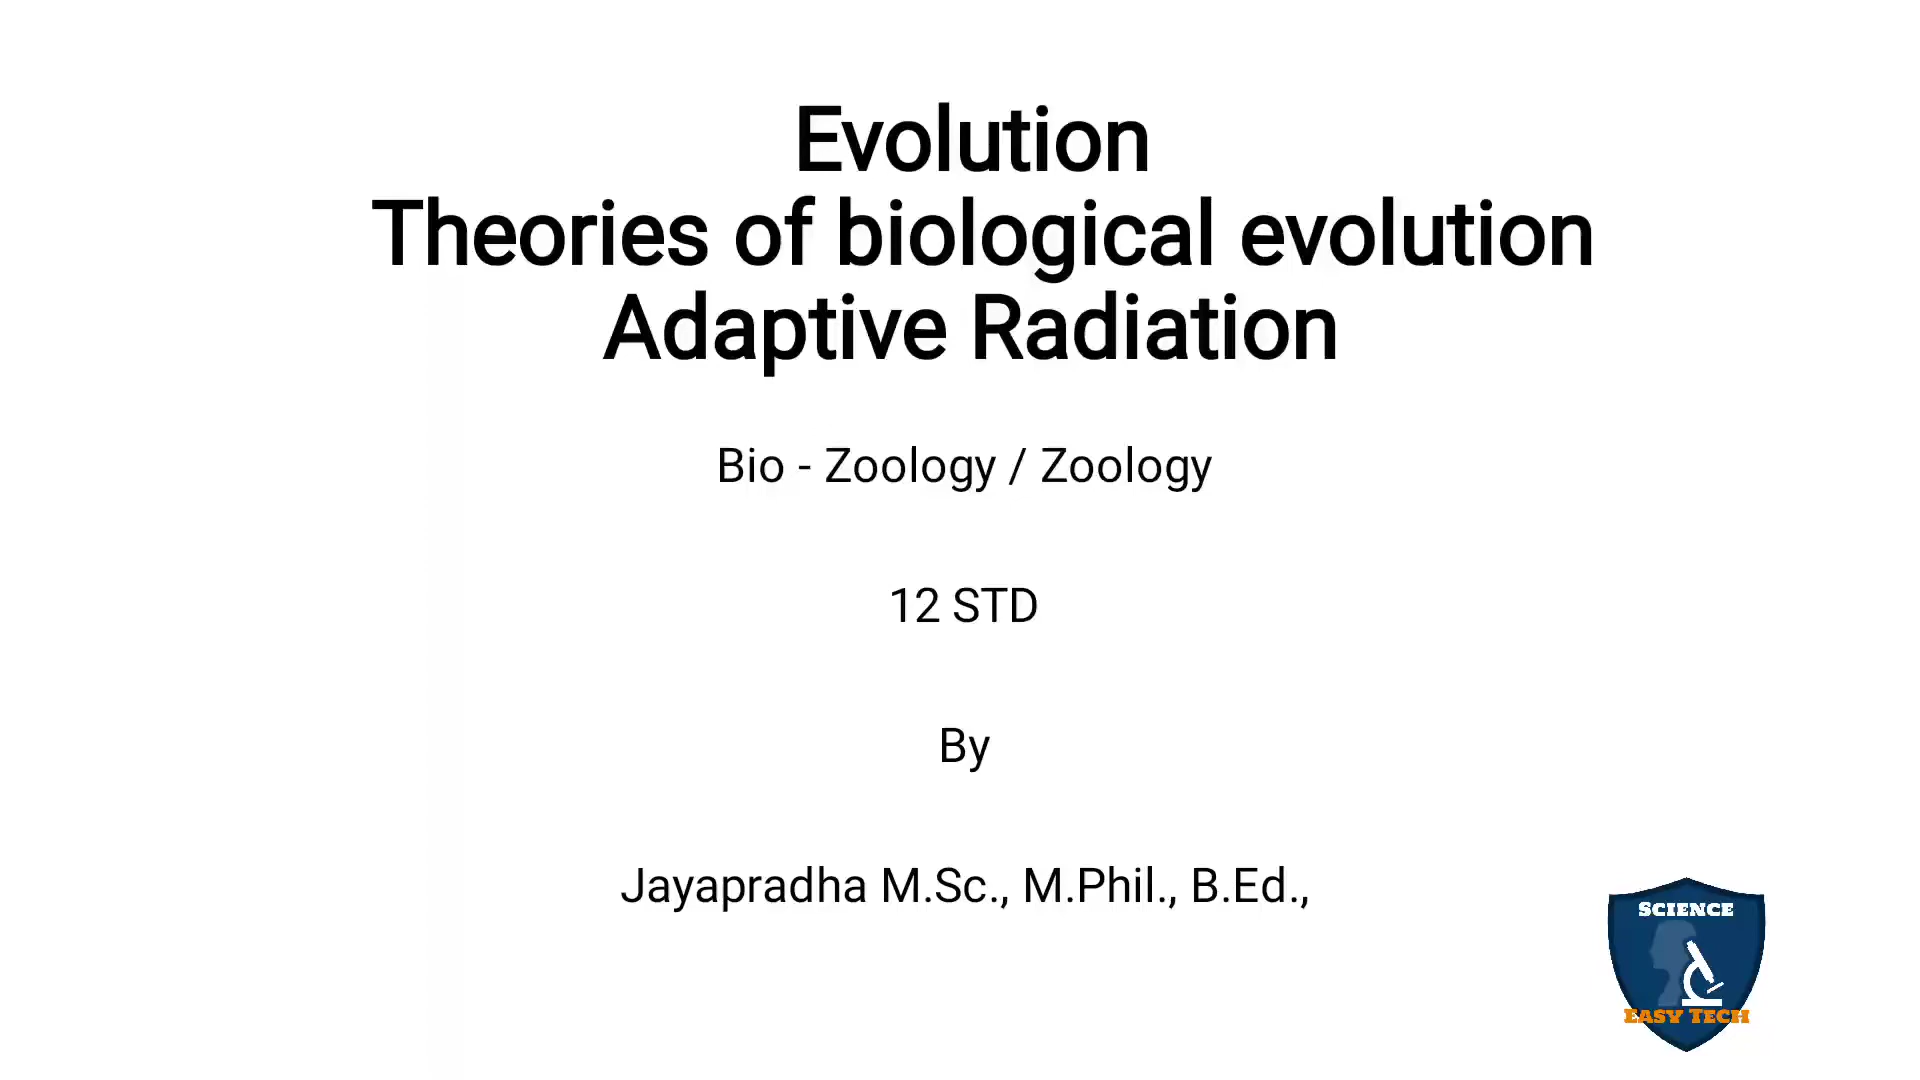 Evolution
Theories of biological evolution
Adaptive Radiation
Bio - Zoology / Zoology
12 STD
By
Jayapradha M.Sc., M.Phil., B.Ed.,
SCIENCE
EASY TECH